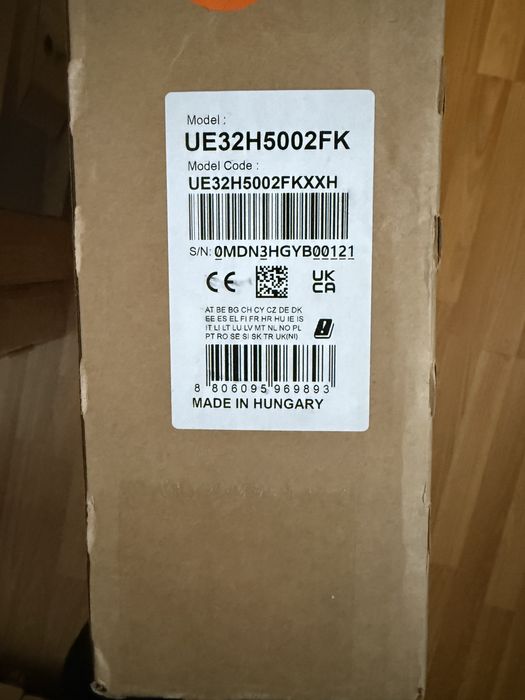 Model :
UE32H5002FK
Model Code :
UE32H5002FKXXH
S/N: 0MDN3HGYB00121
CE
UK
CA
AT BE BG CH CY CZ DE DK
EE ES EL FI FR HR HU IE IS
IT LI LT LU LV MT NL NO PL
PT RO SE SI SK TR UK(NI)
8 806095 969893
MADE IN HUNGARY